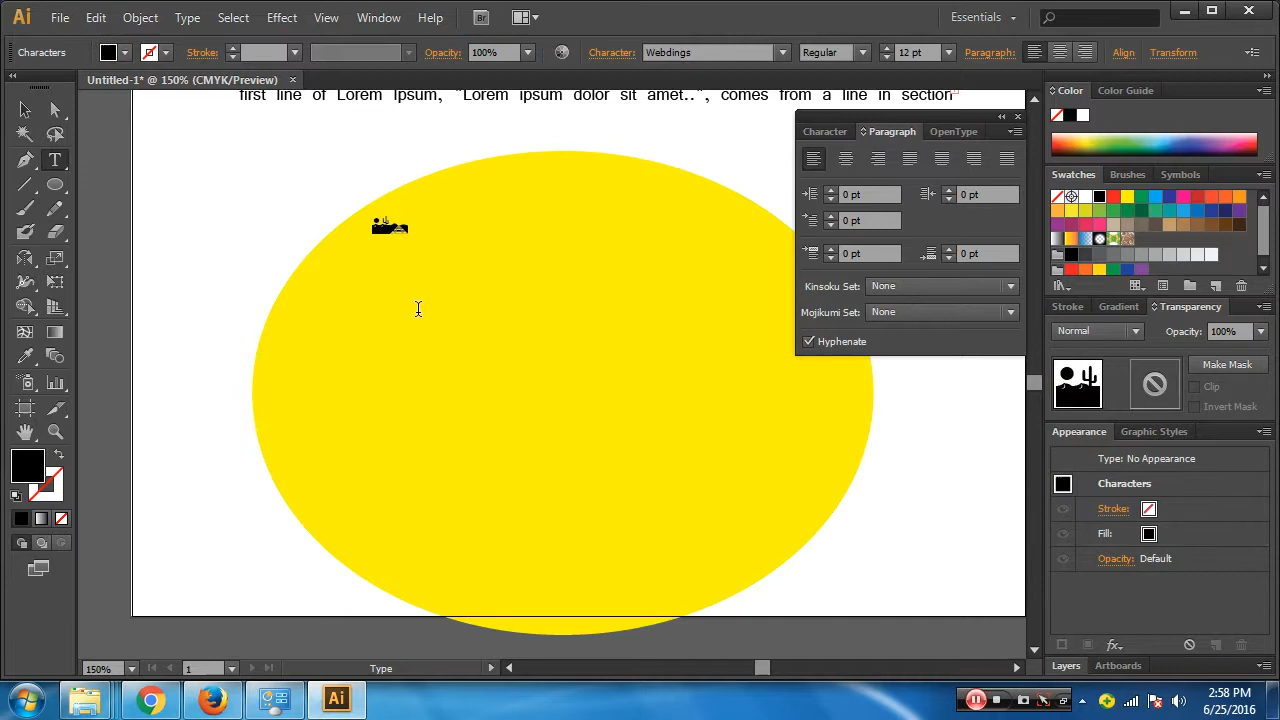 Ai File Edit Object Type Select Effect View Window Help Br Essentials
Characters Stroke: Opacity: 100% Character: Webdings Regular 12 pt Paragraph: Align Transform
Untitled-1* @ 150% (CMYK/Preview)
first line of Lorem Ipsum, "Lorem ipsum dolor sit amet..", comes from a line in section
Character Paragraph OpenType
0 pt 0 pt
0 pt
0 pt 0 pt
Kinsoku Set: None
Mojikumi Set: None
Hyphenate
Color Color Guide
Swatches Brushes Symbols
Stroke Gradient Transparency
Normal Opacity: 100%
Make Mask
Clip
Invert Mask
Appearance Graphic Styles
Type: No Appearance
Characters
Stroke:
Fill:
Opacity: Default
fx
Layers Artboards
150% 1 Type
Ai
2:58 PM
6/25/2016